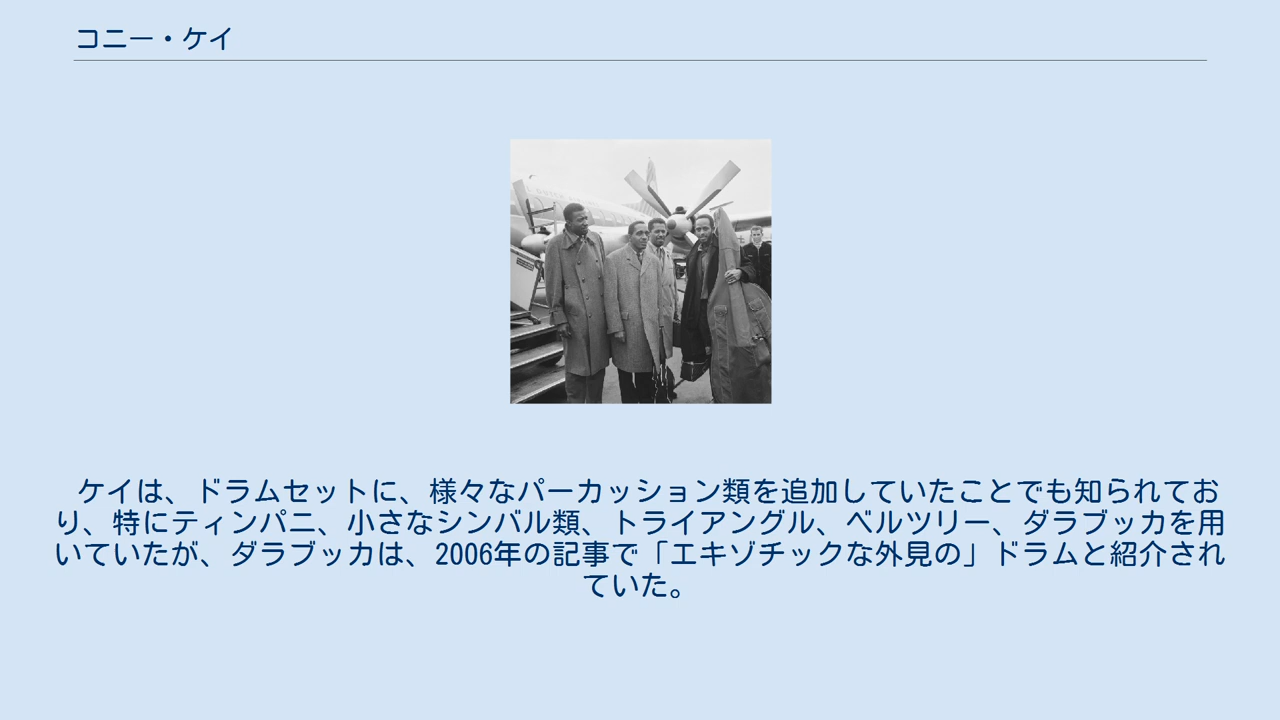 コニー・ケイ
ケイは、ドラムセットに、様々なパーカッション類を追加していたことでも知られてお
り、特にティンパニ、小さなシンバル類、トライアングル、ベルツリー、ダラブッカを用
いていたが、ダラブッカは、2006年の記事で「エキゾチックな外見の」ドラムと紹介され
ていた。